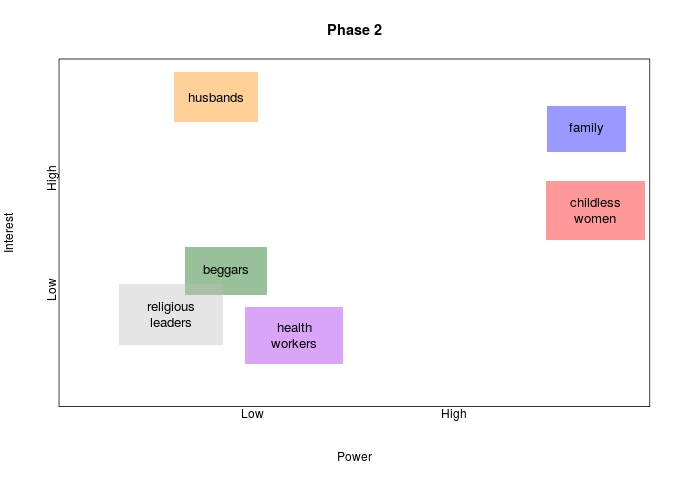 Phase 2
husbands
family
High
childless
women
Interest
beggars
Low
religious
leaders
health
workers
Low
High
Power